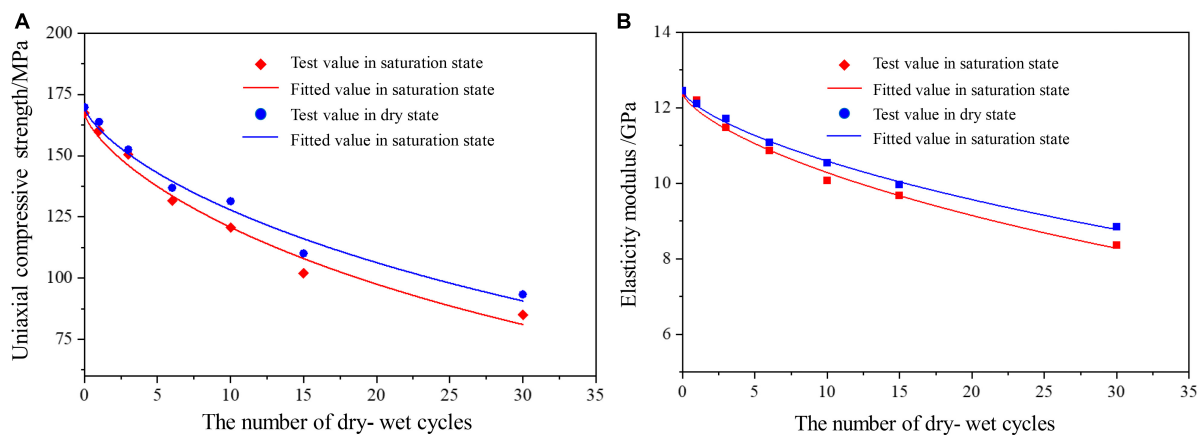 A
Uniaxial compressive strength/MPa
200
175
150
125
100
75
0 5 10 15 20 25 30 35
The number of dry- wet cycles
Test value in saturation state
Fitted value in saturation state
Test value in dry state
Fitted value in saturation state
B
Elasticity modulus /GPa
14
12
10
8
6
0 5 10 15 20 25 30 35
The number of dry- wet cycles
Test value in saturation state
Fitted value in saturation state
Test value in dry state
Fitted value in saturation state